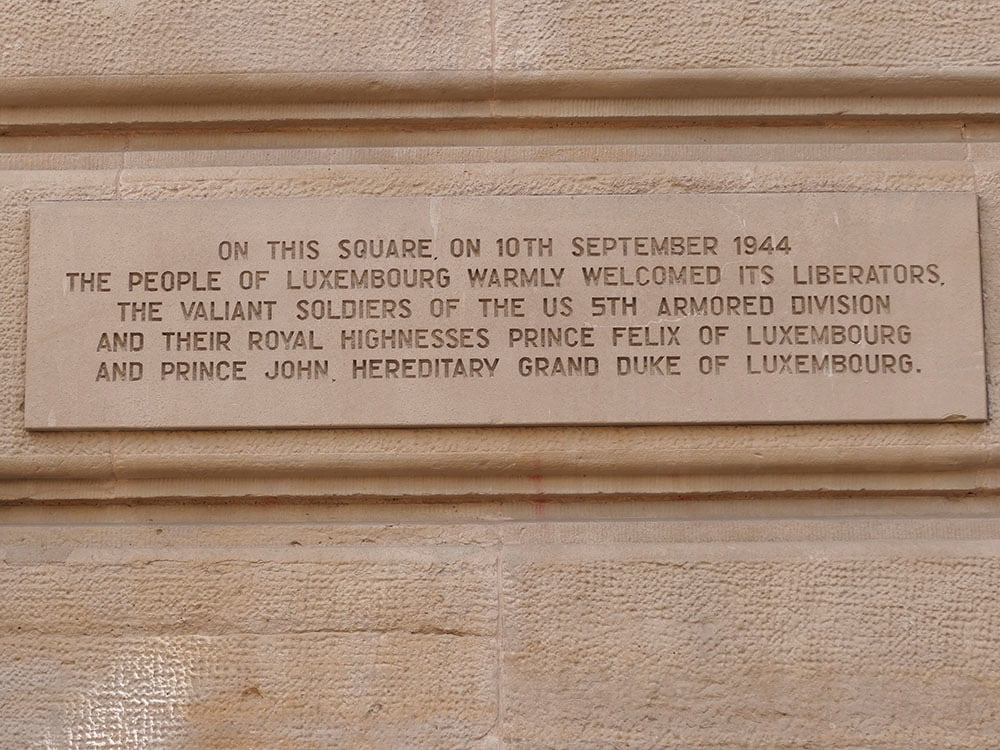 ON THIS SQUARE, ON 10TH SEPTEMBER 1944
THE PEOPLE OF LUXEMBOURG WARMLY WELCOMED ITS LIBERATORS,
THE VALIANT SOLDIERS OF THE US 5TH ARMORED DIVISION
AND THEIR ROYAL HIGHNESSES PRINCE FELIX OF LUXEMBOURG
AND PRINCE JOHN, HEREDITARY GRAND DUKE OF LUXEMBOURG.